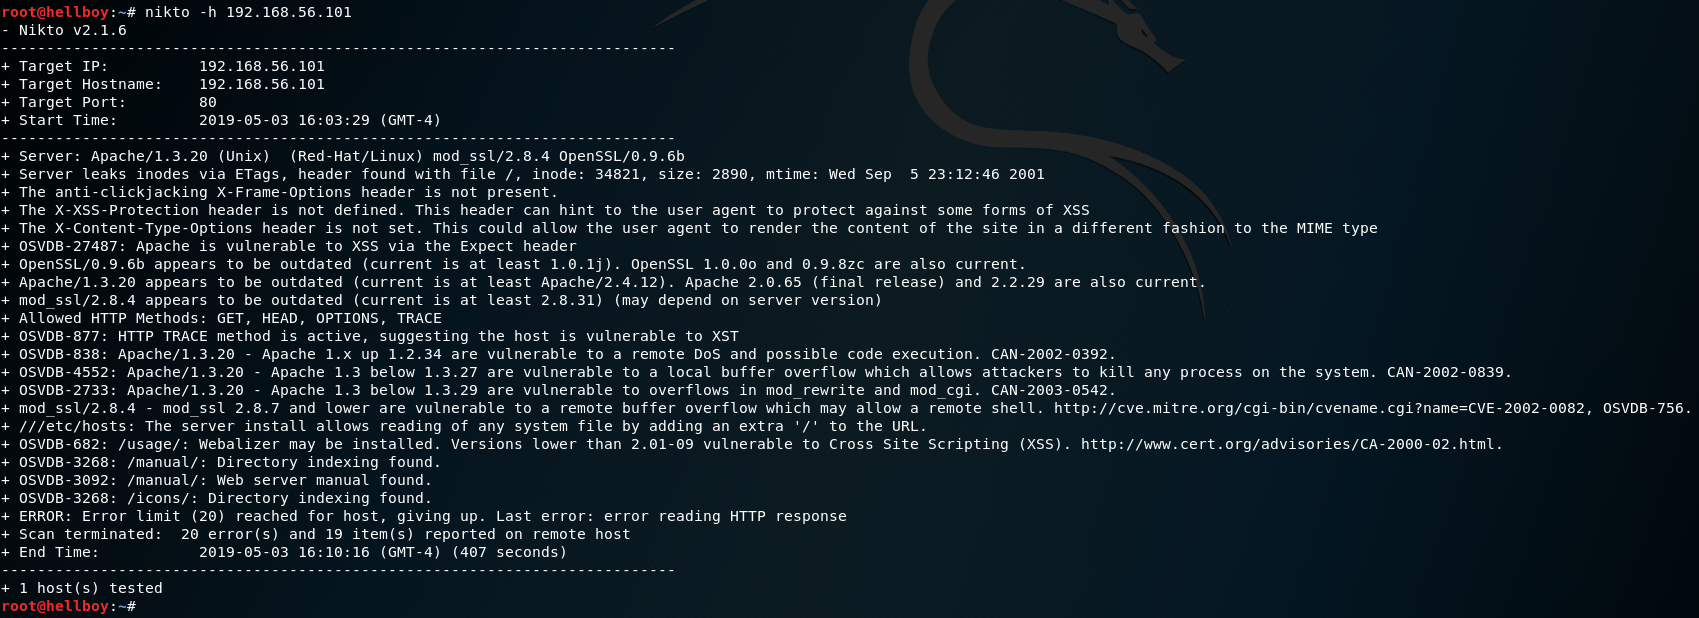 root@hellboy:~# nikto -h 192.168.56.101
- Nikto v2.1.6
---------------------------------------------------------------------------
+ Target IP:          192.168.56.101
+ Target Hostname:    192.168.56.101
+ Target Port:        80
+ Start Time:         2019-05-03 16:03:29 (GMT-4)
---------------------------------------------------------------------------
+ Server: Apache/1.3.20 (Unix)  (Red-Hat/Linux) mod_ssl/2.8.4 OpenSSL/0.9.6b
+ Server leaks inodes via ETags, header found with file /, inode: 34821, size: 2890, mtime: Wed Sep  5 23:12:46 2001
+ The anti-clickjacking X-Frame-Options header is not present.
+ The X-XSS-Protection header is not defined. This header can hint to the user agent to protect against some forms of XSS
+ The X-Content-Type-Options header is not set. This could allow the user agent to render the content of the site in a different fashion to the MIME type
+ OSVDB-27487: Apache is vulnerable to XSS via the Expect header
+ OpenSSL/0.9.6b appears to be outdated (current is at least 1.0.1j). OpenSSL 1.0.0o and 0.9.8zc are also current.
+ Apache/1.3.20 appears to be outdated (current is at least Apache/2.4.12). Apache 2.0.65 (final release) and 2.2.29 are also current.
+ mod_ssl/2.8.4 appears to be outdated (current is at least 2.8.31) (may depend on server version)
+ Allowed HTTP Methods: GET, HEAD, OPTIONS, TRACE
+ OSVDB-877: HTTP TRACE method is active, suggesting the host is vulnerable to XST
+ OSVDB-838: Apache/1.3.20 - Apache 1.x up 1.2.34 are vulnerable to a remote DoS and possible code execution. CAN-2002-0392.
+ OSVDB-4552: Apache/1.3.20 - Apache 1.3 below 1.3.27 are vulnerable to a local buffer overflow which allows attackers to kill any process on the system. CAN-2002-0839.
+ OSVDB-2733: Apache/1.3.20 - Apache 1.3 below 1.3.29 are vulnerable to overflows in mod_rewrite and mod_cgi. CAN-2003-0542.
+ mod_ssl/2.8.4 - mod_ssl 2.8.7 and lower are vulnerable to a remote buffer overflow which may allow a remote shell. http://cve.mitre.org/cgi-bin/cvename.cgi?name=CVE-2002-0082, OSVDB-756.
+ ///etc/hosts: The server install allows reading of any system file by adding an extra '/' to the URL.
+ OSVDB-682: /usage/: Webalizer may be installed. Versions lower than 2.01-09 vulnerable to Cross Site Scripting (XSS). http://www.cert.org/advisories/CA-2000-02.html.
+ OSVDB-3268: /manual/: Directory indexing found.
+ OSVDB-3092: /manual/: Web server manual found.
+ OSVDB-3268: /icons/: Directory indexing found.
+ ERROR: Error limit (20) reached for host, giving up. Last error: error reading HTTP response
+ Scan terminated:  20 error(s) and 19 item(s) reported on remote host
+ End Time:           2019-05-03 16:10:16 (GMT-4) (407 seconds)
---------------------------------------------------------------------------
+ 1 host(s) tested
root@hellboy:~#